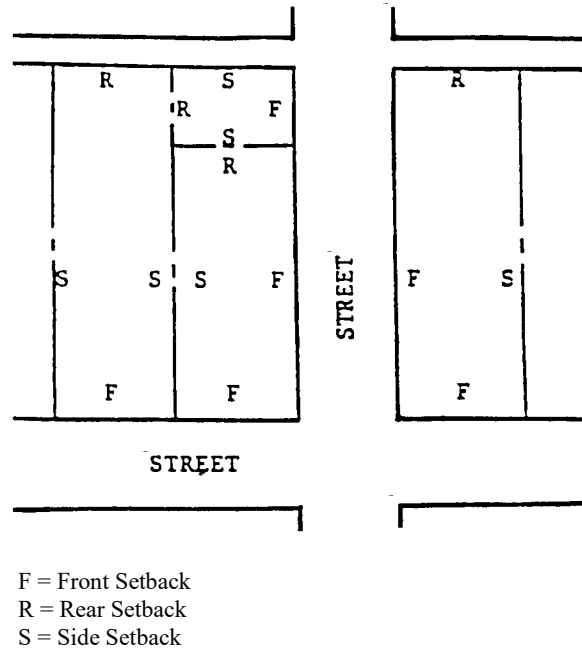 R S R
R F
S
R
S S S F F S
F F F
STREET
STREET
F = Front Setback
R = Rear Setback
S = Side Setback